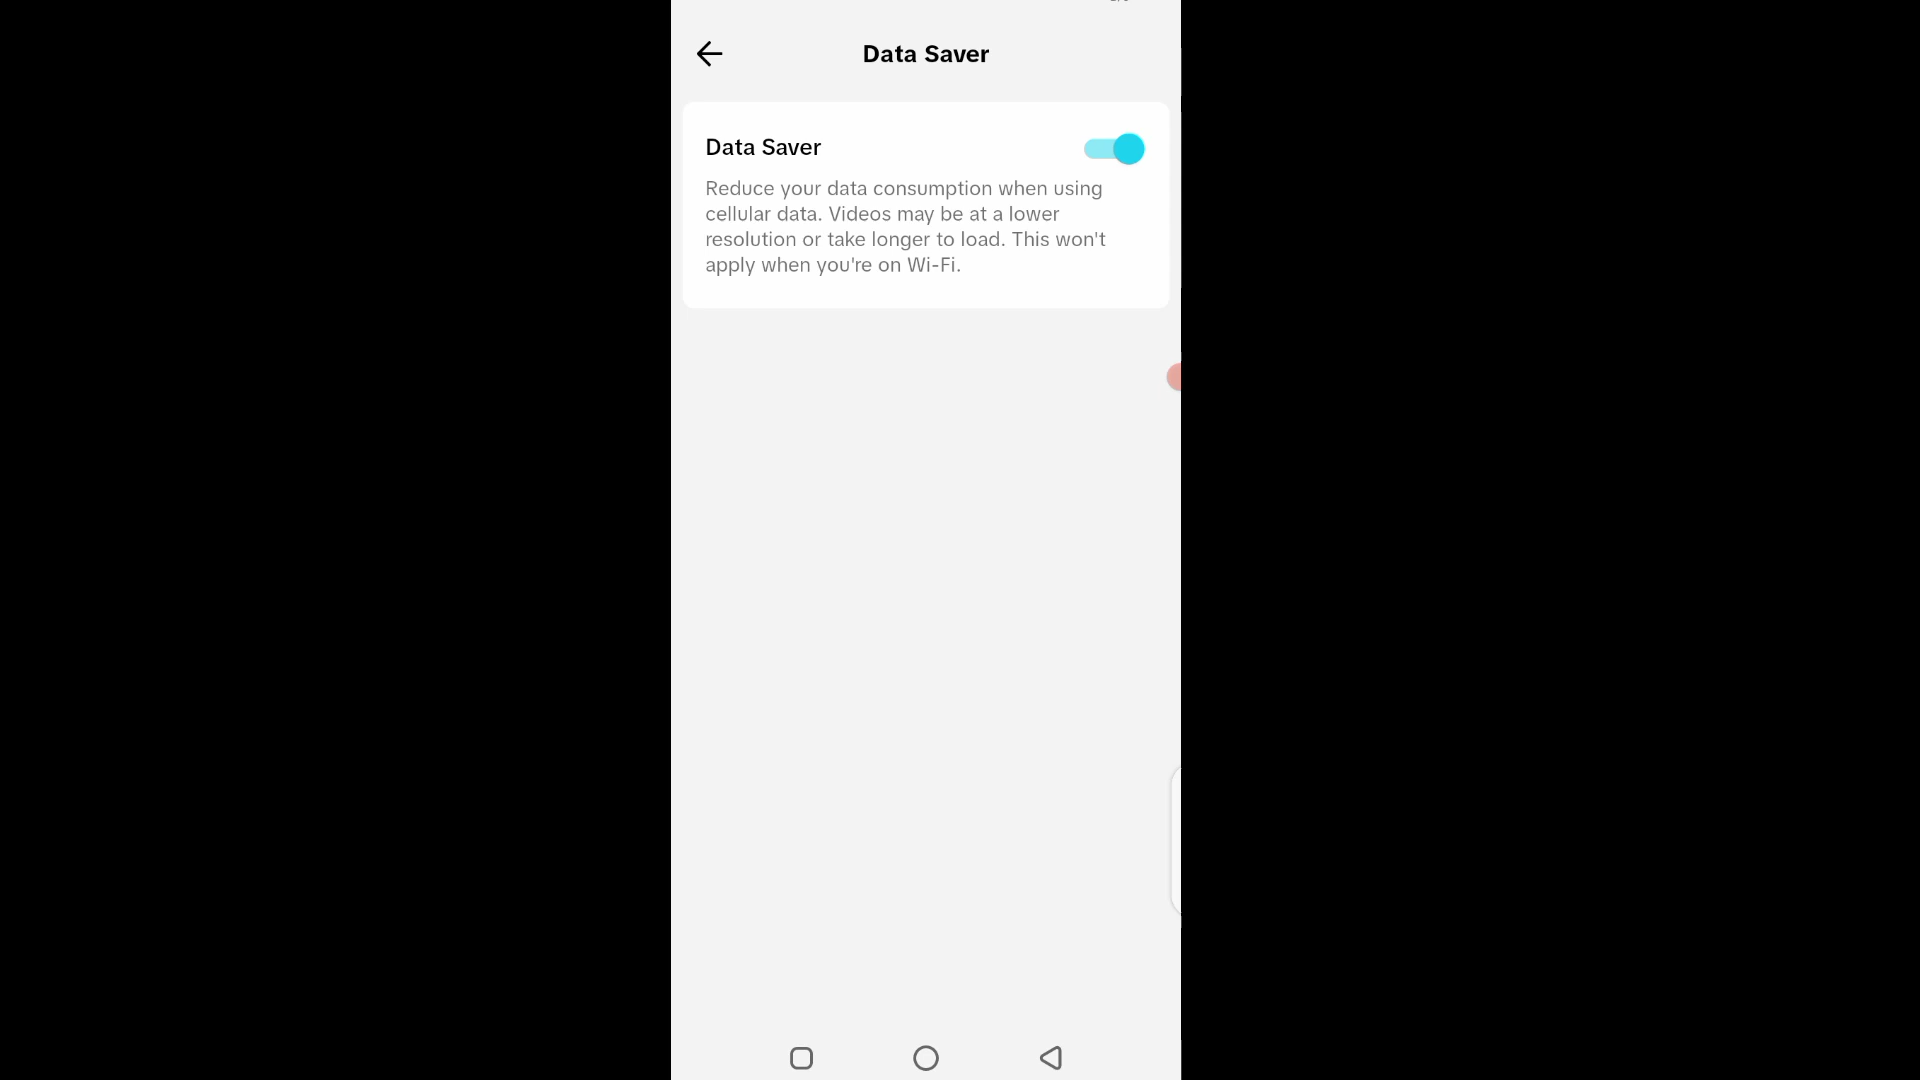 Data Saver
Data Saver
Reduce your data consumption when using
cellular data. Videos may be at a lower
resolution or take longer to load. This won't
apply when you're on Wi-Fi.